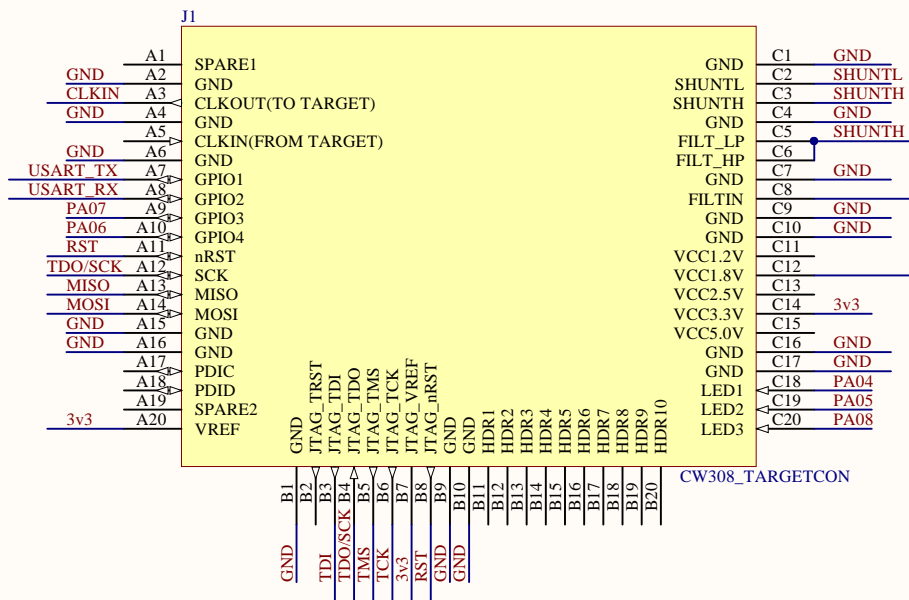 J1
A1 SPARE1
GND A2 GND
CLKIN A3 CLKOUT(TO TARGET)
GND A4 GND
A5 CLKIN(FROM TARGET)
GND A6 GND
USART_TX A7 GPIO1
USART_RX A8 GPIO2
PA07 A9 GPIO3
PA06 A10 GPIO4
RST A11 nRST
TDO/SCK A12 SCK
MISO A13 MISO
MOSI A14 MOSI
GND A15 GND
GND A16 GND
A17 PDIC
A18 PDID
A19 SPARE2
3v3 A20 VREF
GND C1 GND
SHUNTL C2 SHUNTL
SHUNTH C3 SHUNTH
GND C4 GND
FILT_LP C5 SHUNTH
FILT_HP C6
GND C7 GND
FILTIN C8
GND C9 GND
GND C10 GND
VCC1.2V C11
VCC1.8V C12
VCC2.5V C13
VCC3.3V C14 3v3
VCC5.0V C15
GND C16 GND
GND C17 GND
LED1 C18 PA04
LED2 C19 PA05
LED3 C20 PA08
GND B1 GND
JTAG_TRST B2
JTAG_TDI B3 TDI
JTAG_TDO B4 TDO/SCK
JTAG_TMS B5 TMS
JTAG_TCK B6 TCK
JTAG_VREF B7 3v3
JTAG_nRST B8 RST
GND B9 GND
GND B10 GND
HDR1 B11
HDR2 B12
HDR3 B13
HDR4 B14
HDR5 B15
HDR6 B16
HDR7 B17
HDR8 B18
HDR9 B19
HDR10 B20
CW308_TARGETCON